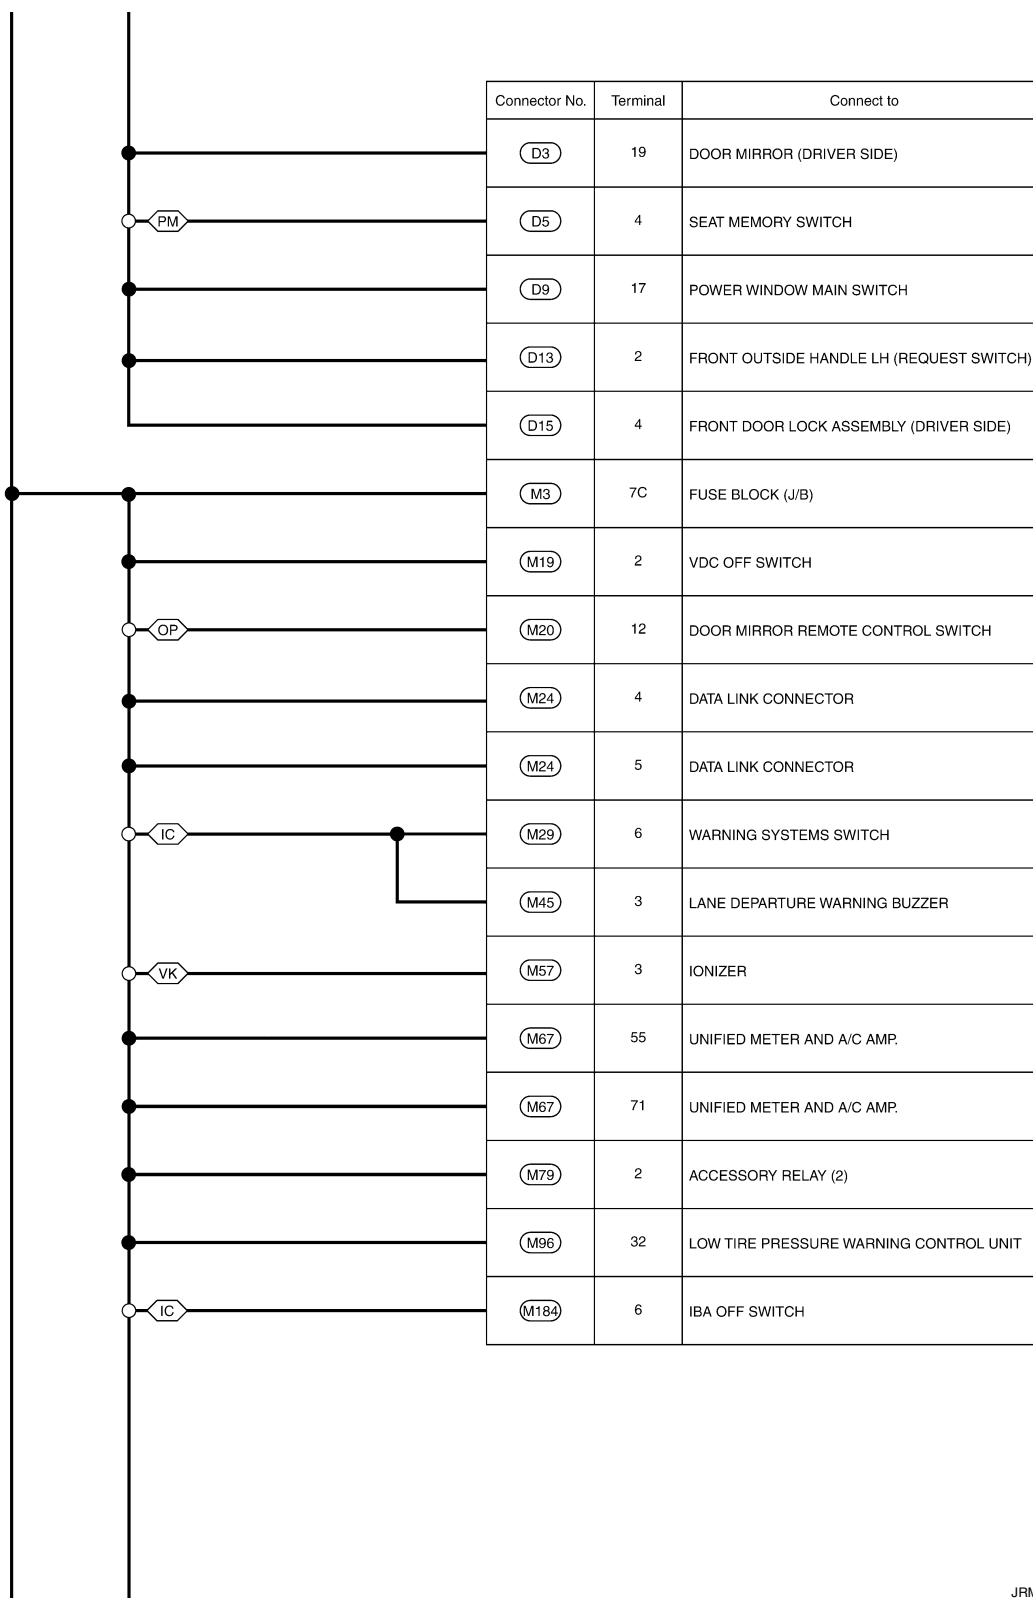 Connector No. Terminal Connect to
D3 19 DOOR MIRROR (DRIVER SIDE)
PM D5 4 SEAT MEMORY SWITCH
D9 17 POWER WINDOW MAIN SWITCH
D13 2 FRONT OUTSIDE HANDLE LH (REQUEST SWITCH)
D15 4 FRONT DOOR LOCK ASSEMBLY (DRIVER SIDE)
M3 7C FUSE BLOCK (J/B)
M19 2 VDC OFF SWITCH
OP M20 12 DOOR MIRROR REMOTE CONTROL SWITCH
M24 4 DATA LINK CONNECTOR
M24 5 DATA LINK CONNECTOR
IC M29 6 WARNING SYSTEMS SWITCH
M45 3 LANE DEPARTURE WARNING BUZZER
VK M57 3 IONIZER
M67 55 UNIFIED METER AND A/C AMP.
M67 71 UNIFIED METER AND A/C AMP.
M79 2 ACCESSORY RELAY (2)
M96 32 LOW TIRE PRESSURE WARNING CONTROL UNIT
IC M184 6 IBA OFF SWITCH
JRM